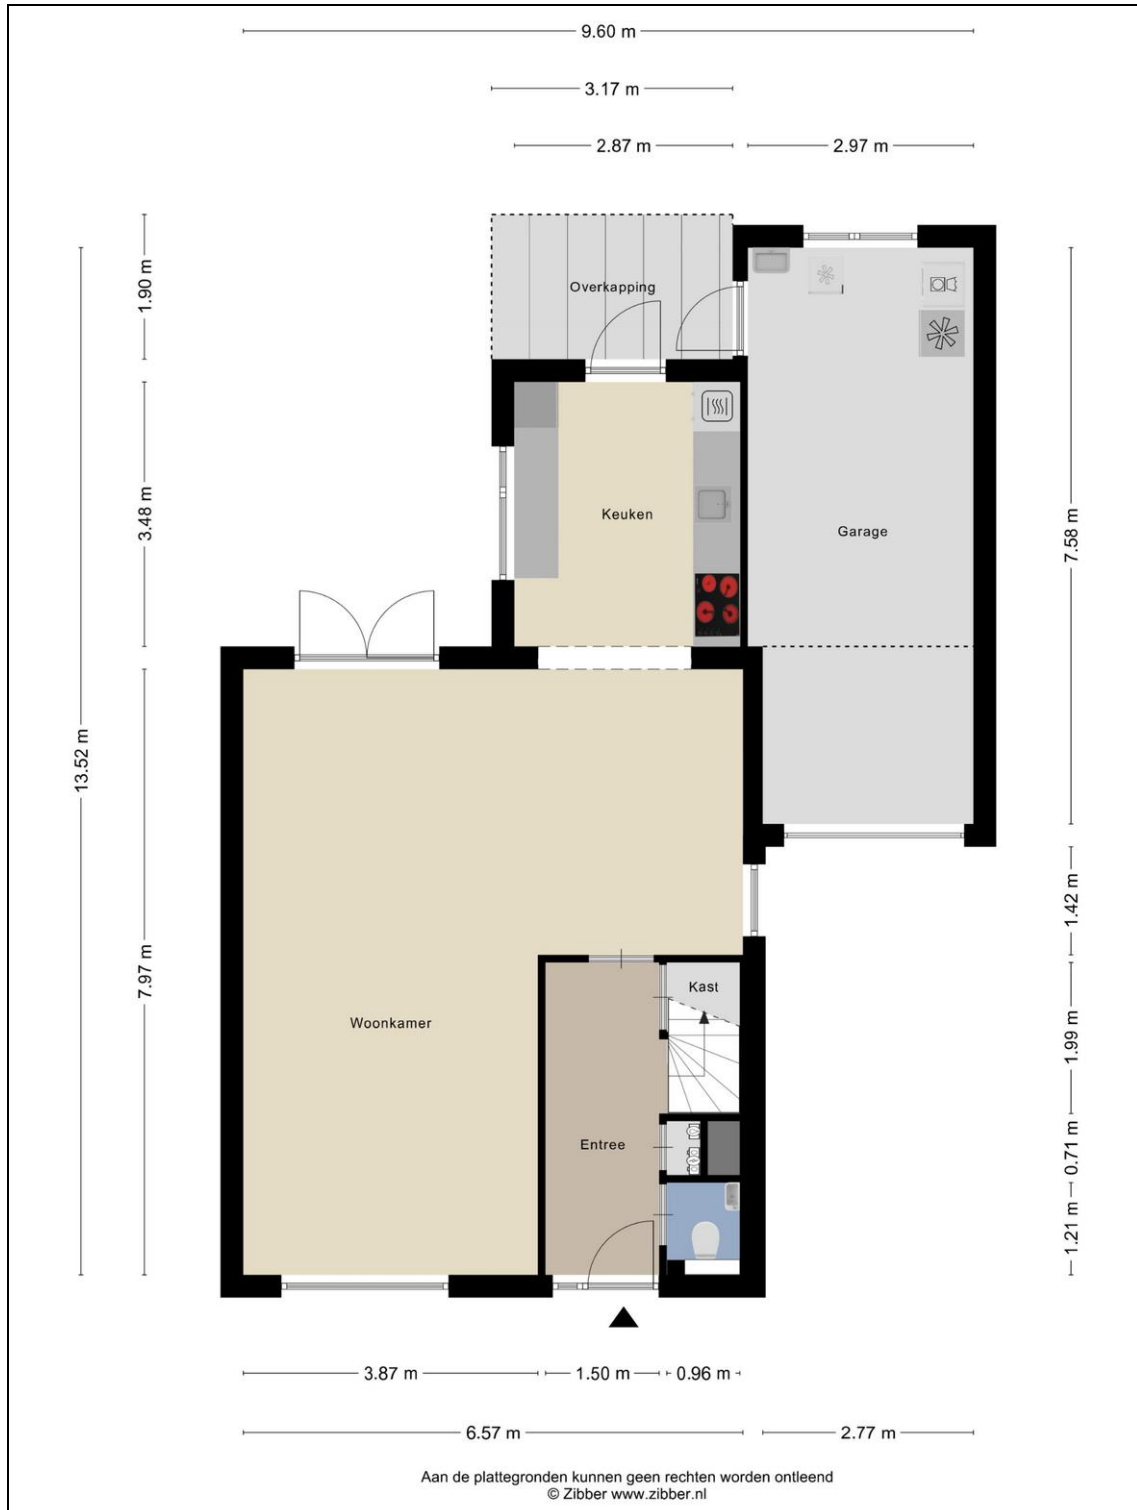 9.60 m
3.17 m
2.87 m
2.97 m
1.90 m
Overkapping
3.48 m
Keuken
Garage
7.58 m
13.52 m
1.42 m
7.97 m
Kast
Woonkamer
1.99 m
Entree
0.71 m
1.21 m
3.87 m
1.50 m
0.96 m
6.57 m
2.77 m
Aan de plattegronden kunnen geen rechten worden ontleend
© Zibber www.zibber.nl